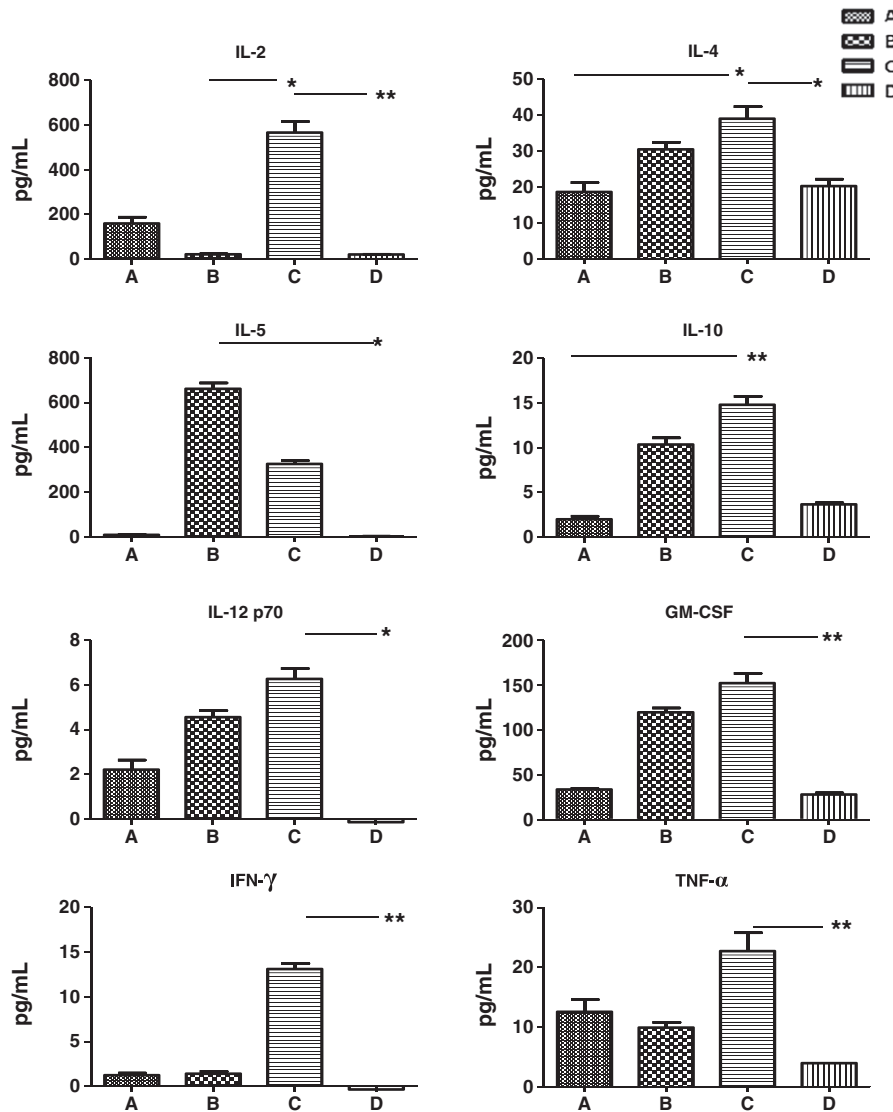 A
B
C
D
IL-2
pg/mL
800
600
400
200
0
*
**
A B C D
IL-4
pg/mL
50
40
30
20
10
0
*
*
A B C D
IL-5
pg/mL
800
600
400
200
0
*
A B C D
IL-10
pg/mL
20
15
10
5
0
**
A B C D
IL-12 p70
pg/mL
8
6
4
2
0
*
A B C D
GM-CSF
pg/mL
200
150
100
50
0
**
A B C D
IFN-γ
pg/mL
20
15
10
5
0
**
A B C D
TNF-α
pg/mL
30
20
10
0
**
A B C D